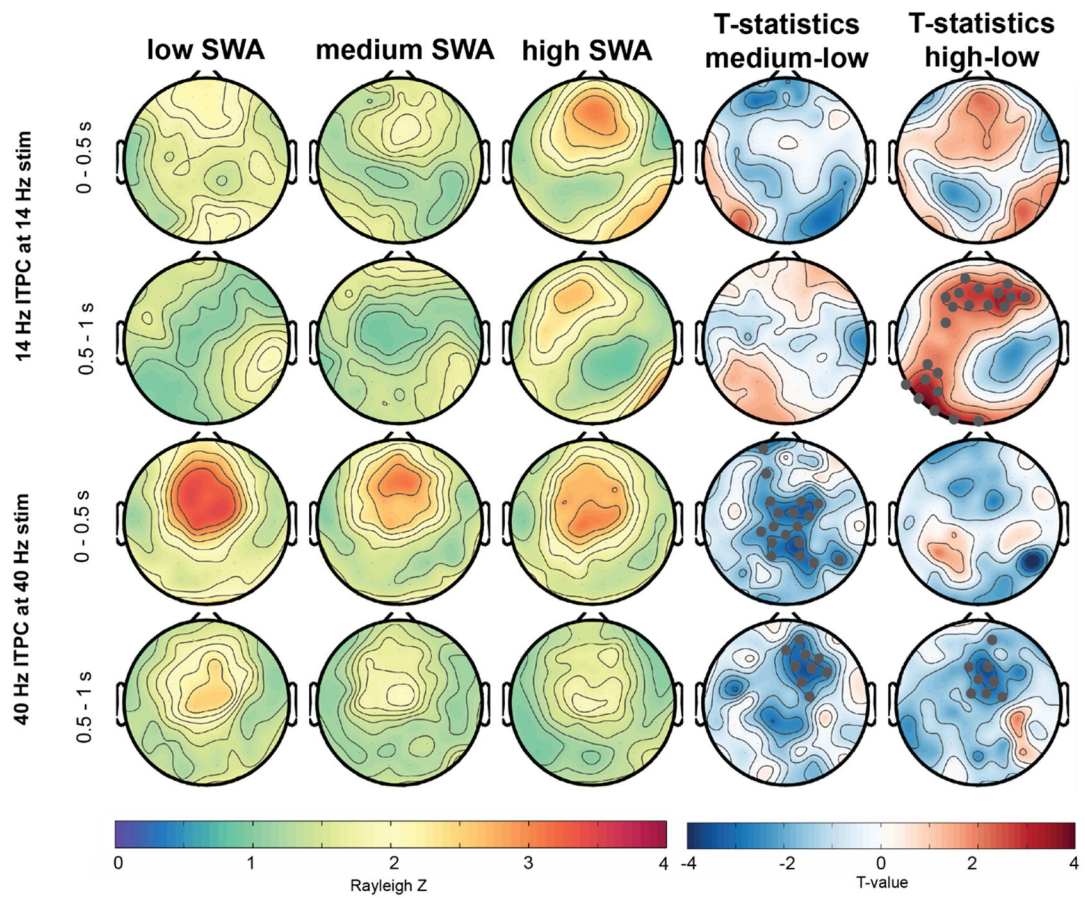 low SWA
medium SWA
high SWA
T-statistics
medium-low
T-statistics
high-low
14 Hz ITPC at 14 Hz stim
0 - 0.5 s
0.5 - 1 s
40 Hz ITPC at 40 Hz stim
0 - 0.5 s
0.5 - 1 s
0 1 2 3 4
Rayleigh Z
-4 -2 0 2 4
T-value